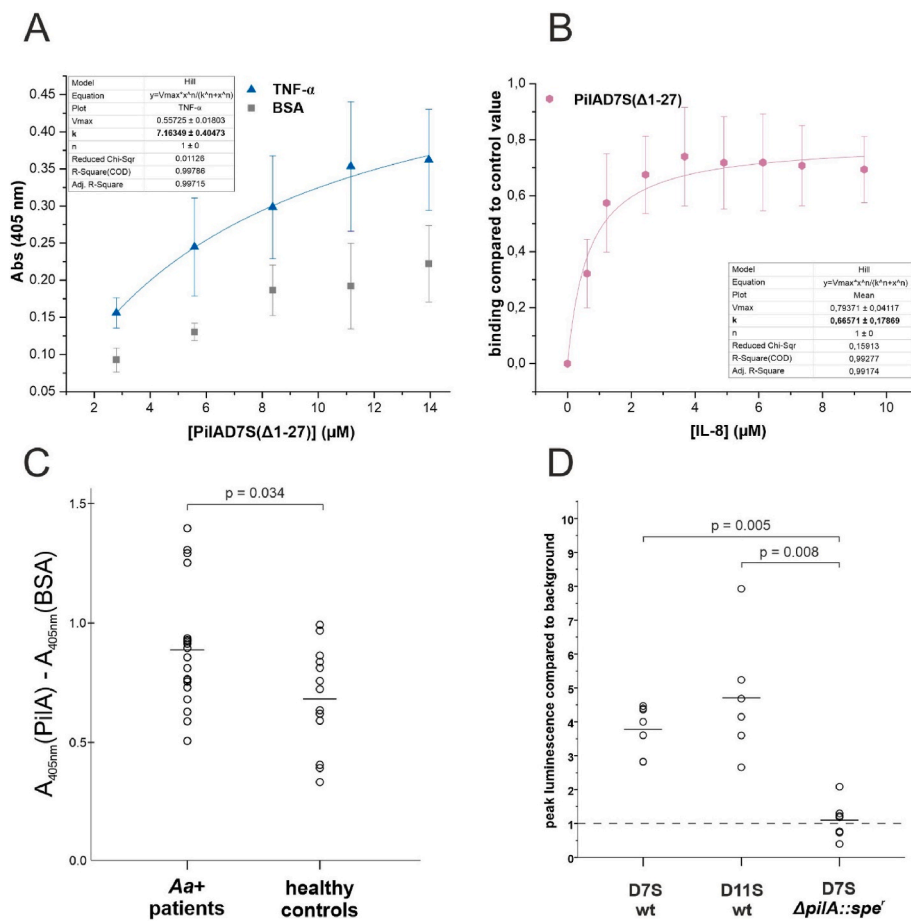 A
Model Hill
Equation y=Vmax*x^n/(k^n+x^n)
Plot TNF-α
Vmax 0.55725 ± 0.01803
k 7.16349 ± 0.40473
n 1 ± 0
Reduced Chi-Sqr 0.01126
R-Square(COD) 0.99786
Adj. R-Square 0.99715
TNF-α
BSA
0.45
0.40
0.35
0.30
0.25
0.20
0.15
0.10
0.05
Abs (405 nm)
2 4 6 8 10 12 14
[PilAD7S(Δ1-27)] (µM)
B
PilAD7S(Δ1-27)
1,0
0,8
0,6
0,4
0,2
0,0
binding compared to control value
Model Hill
Equation y=Vmax*x^n/(k^n+x^n)
Plot Mean
Vmax 0,79371 ± 0,04117
k 0,66571 ± 0,17869
n 1 ± 0
Reduced Chi-Sqr 0,15913
R-Square(COD) 0,99277
Adj. R-Square 0,99174
0 2 4 6 8 10
[IL-8] (µM)
C
p = 0.034
1.5
1.0
0.5
0.0
A405nm(PilA) - A405nm(BSA)
Aa+ healthy
patients controls
D
p = 0.005
p = 0.008
10
9
8
7
6
5
4
3
2
1
0
peak luminescence compared to background
D7S D11S D7S
wt wt ΔpilA::speʳ